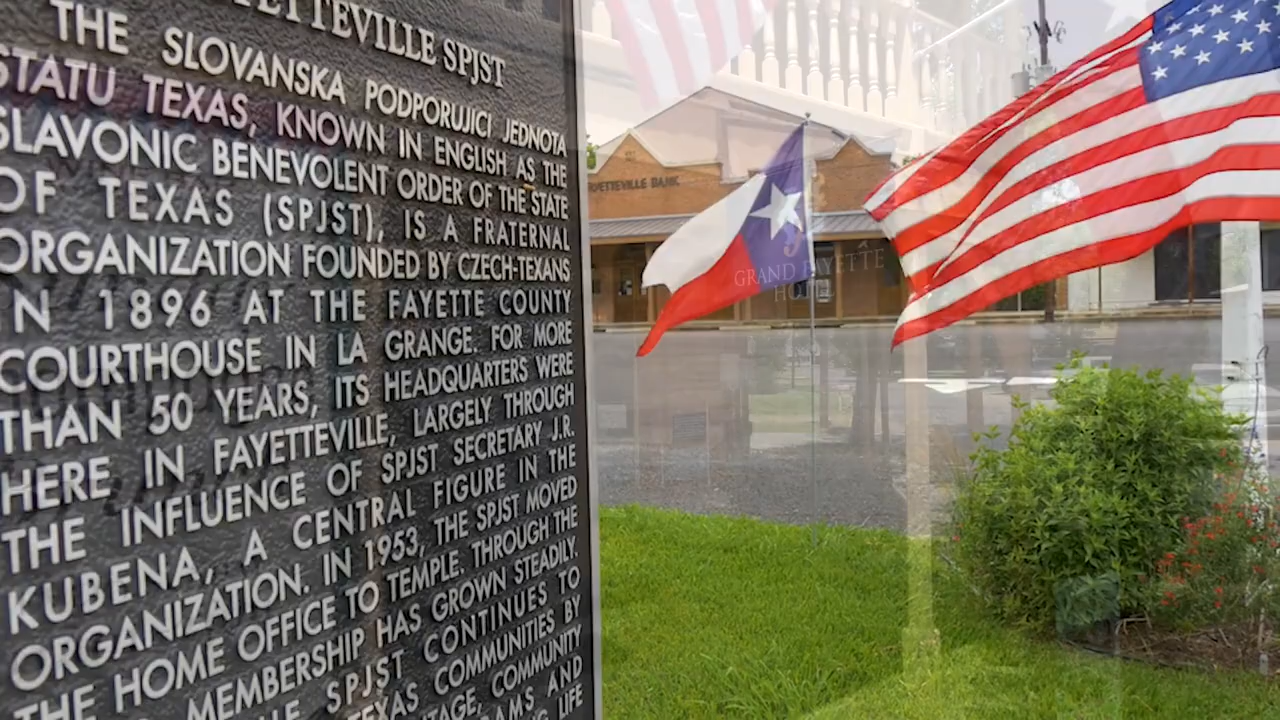 FAYETTEVILLE SPJST
THE SLOVANSKA PODPORUJICI JEDNOTA
STATU TEXAS, KNOWN IN ENGLISH AS THE
SLAVONIC BENEVOLENT ORDER OF THE STATE
OF TEXAS (SPJST), IS A FRATERNAL
ORGANIZATION FOUNDED BY CZECH-TEXANS
IN 1896 AT THE FAYETTE COUNTY
COURTHOUSE IN LA GRANGE. FOR MORE
THAN 50 YEARS, ITS HEADQUARTERS WERE
HERE IN FAYETTEVILLE, LARGELY THROUGH
THE INFLUENCE OF SPJST SECRETARY J.R.
KUBENA, A CENTRAL FIGURE IN THE
ORGANIZATION. IN 1953, THE SPJST MOVED
THE HOME OFFICE TO TEMPLE. THROUGH THE
MEMBERSHIP HAS GROWN STEADILY.
SPJST CONTINUES TO
TEXAS COMMUNITIES BY
COMMUNITY
AND
LIFE
FAYETTEVILLE BANK
GRAND FAYETTE
HOTEL